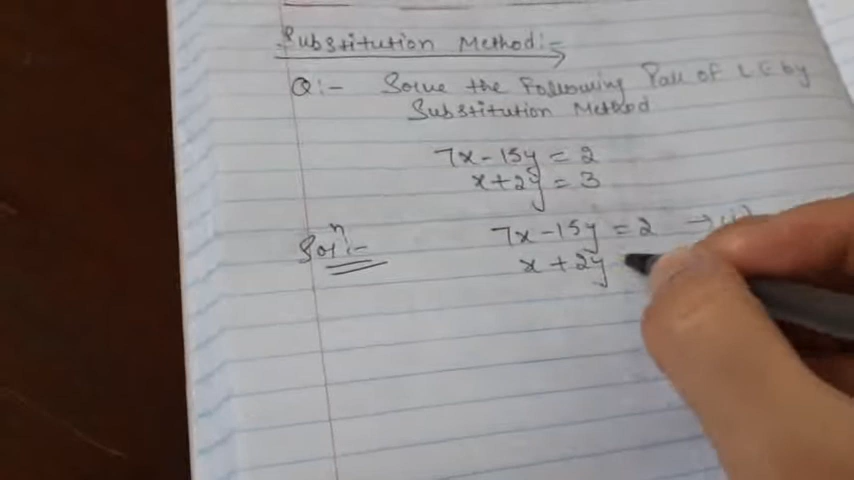 Substitution Method:-
Q:- Solve the Following Pair of L.E by
Substitution Method
7x - 15y = 2
x + 2y = 3
Solⁿ:- 7x - 15y = 2 →
x + 2y